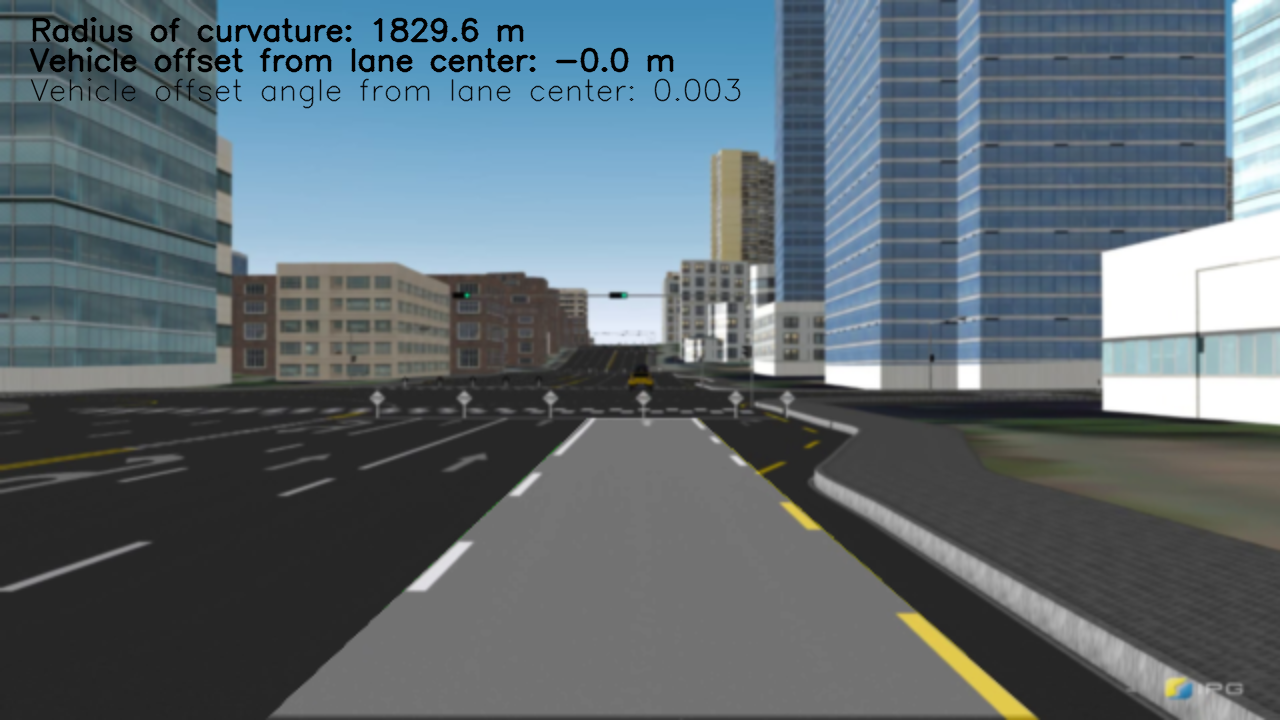 Radius of curvature: 1829.6 m
Vehicle offset from lane center: -0.0 m
Vehicle offset angle from lane center: 0.003
IPG